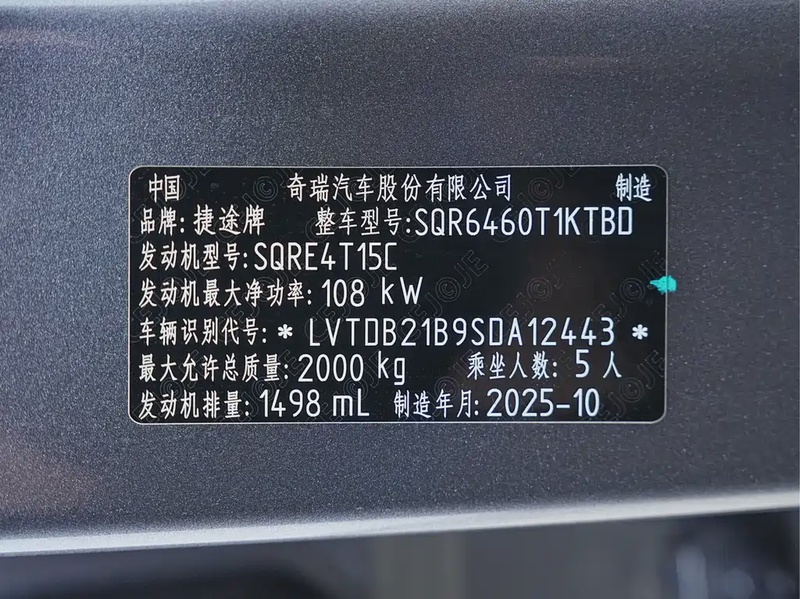 中国 奇瑞汽车股份有限公司 制造
品牌: 捷途牌 整车型号:SQR6460T1KTBD
发动机型号:SQRE4T15C
发动机最大净功率: 108 kW
车辆识别代号: * LVTDB21B9SDA12443 *
最大允许总质量: 2000 kg 乘坐人数: 5 人
发动机排量: 1498 mL 制造年月: 2025-10